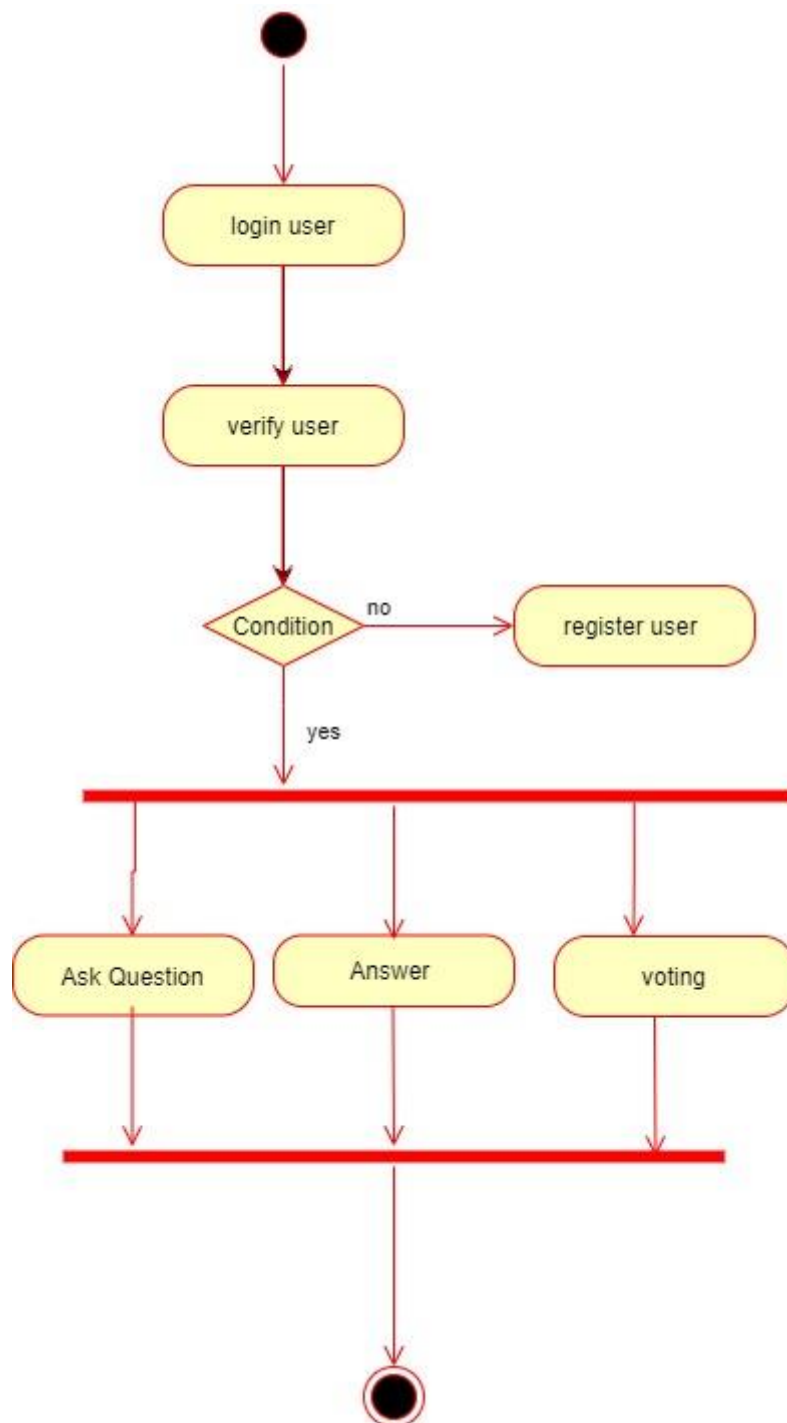 login user
verify user
Condition
no
register user
yes
Ask Question
Answer
voting